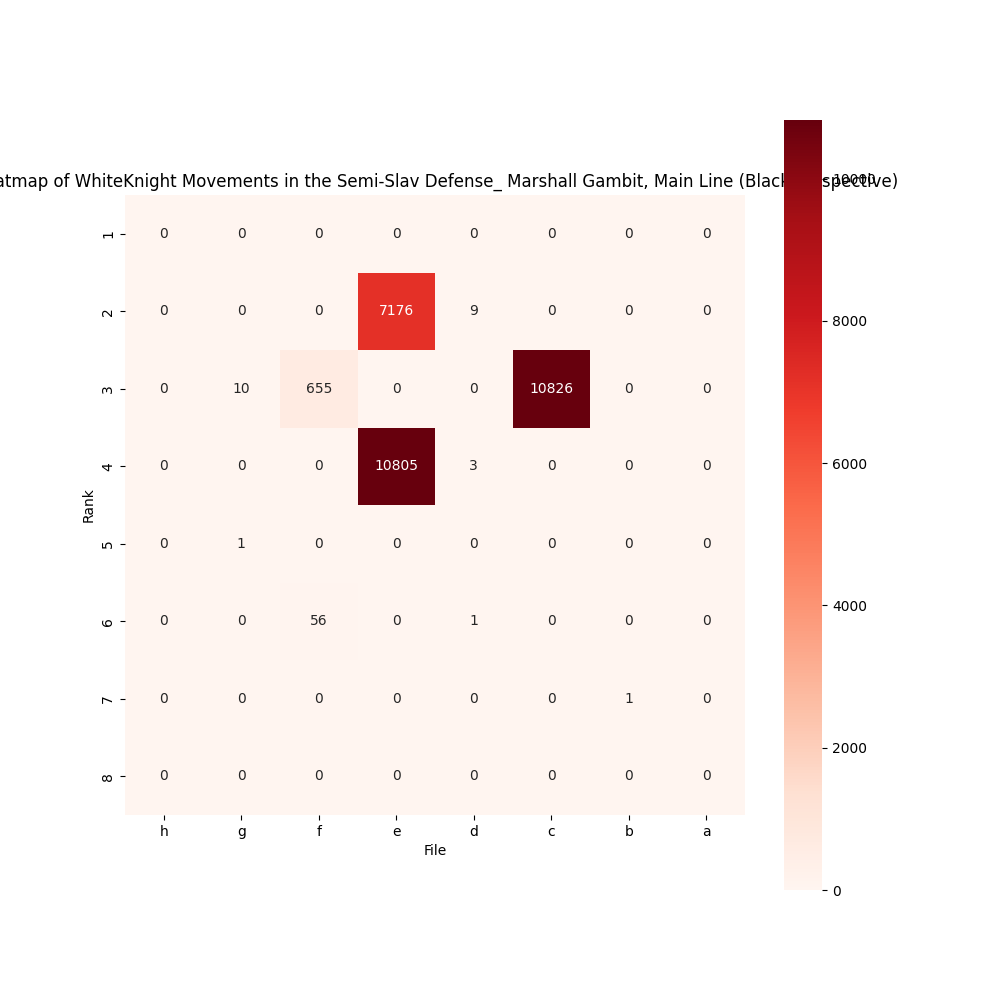 atmap of WhiteKnight Movements in the Semi-Slav Defense_ Marshall Gambit, Main Line (Black spective)
10000
1 0 0 0 0 0 0 0 0
2 0 0 0 7176 9 0 0 0
8000
3 0 10 655 0 0 10826 0 0
6000
4 0 0 0 10805 3 0 0 0
Rank
5 0 1 0 0 0 0 0 0
4000
6 0 0 56 0 1 0 0 0
7 0 0 0 0 0 0 1 0
2000
8 0 0 0 0 0 0 0 0
h g f e d c b a
File
0